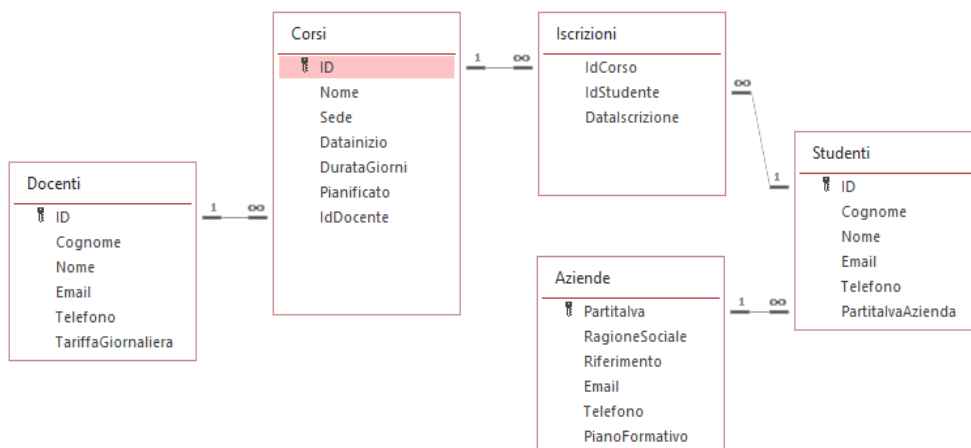 Corsi
ID
Nome
Sede
Datainizio
DurataGiorni
Pianificato
IdDocente
1 ∞
Iscrizioni
IdCorso
IdStudente
DataIscrizione
∞
1
Studenti
ID
Cognome
Nome
Email
Telefono
PartitaIvaAzienda
Docenti
ID
Cognome
Nome
Email
Telefono
TariffaGiornaliera
1 ∞
Aziende
PartitaIva
RagioneSociale
Riferimento
Email
Telefono
PianoFormativo
1 ∞